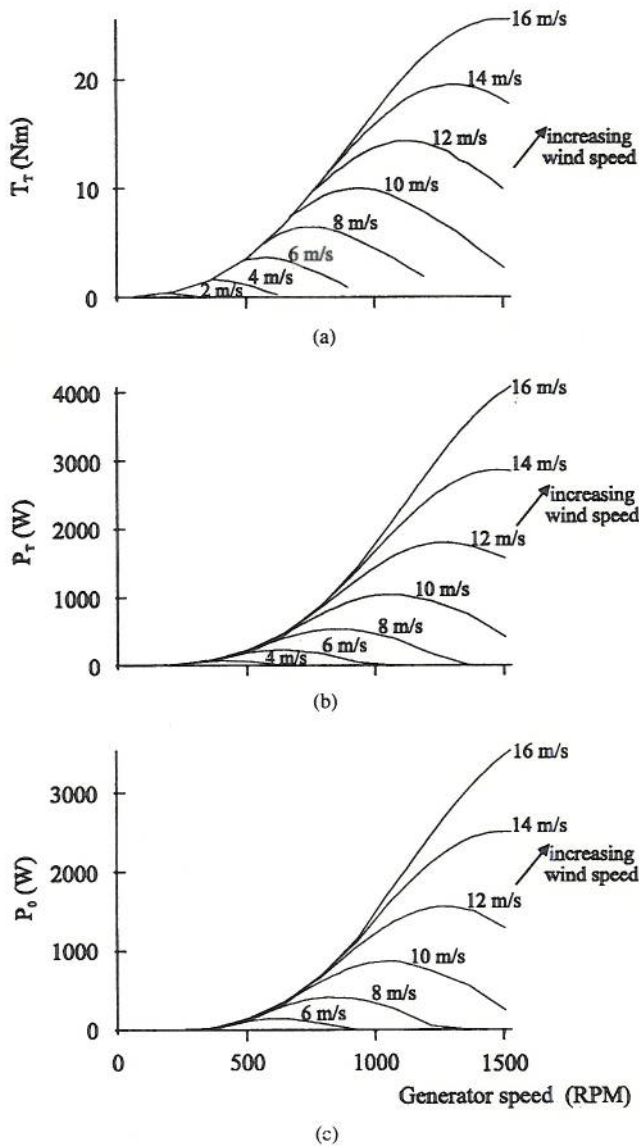 16 m/s
20
14 m/s
T_T (Nm)
12 m/s
increasing
wind speed
10
10 m/s
8 m/s
6 m/s
4 m/s
2 m/s
0
(a)
4000
16 m/s
3000
14 m/s
P_T (W)
increasing
wind speed
2000
12 m/s
1000
10 m/s
8 m/s
6 m/s
4 m/s
0
(b)
16 m/s
3000
14 m/s
P_0 (W)
increasing
wind speed
2000
12 m/s
1000
10 m/s
8 m/s
6 m/s
0
0 500 1000 1500
Generator speed (RPM)
(c)